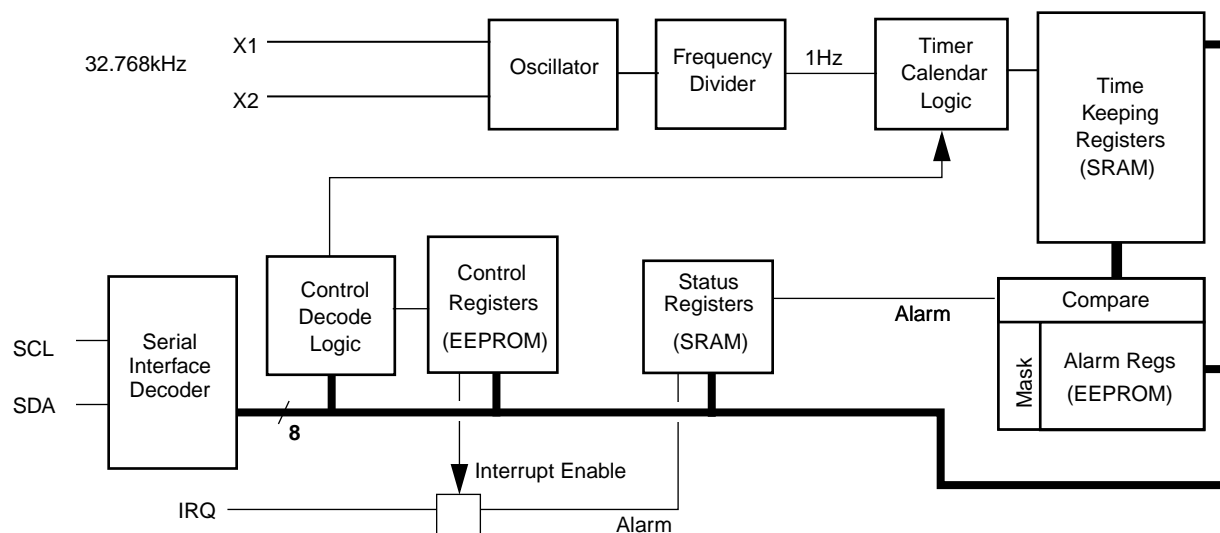 32.768kHz
X1
X2
Oscillator
Frequency
Divider
1Hz
Timer
Calendar
Logic
Time
Keeping
Registers
(SRAM)
SCL
SDA
Serial
Interface
Decoder
8
Control
Decode
Logic
Control
Registers
(EEPROM)
Status
Registers
(SRAM)
Alarm
Compare
Mask
Alarm Regs
(EEPROM)
Interrupt Enable
IRQ
Alarm